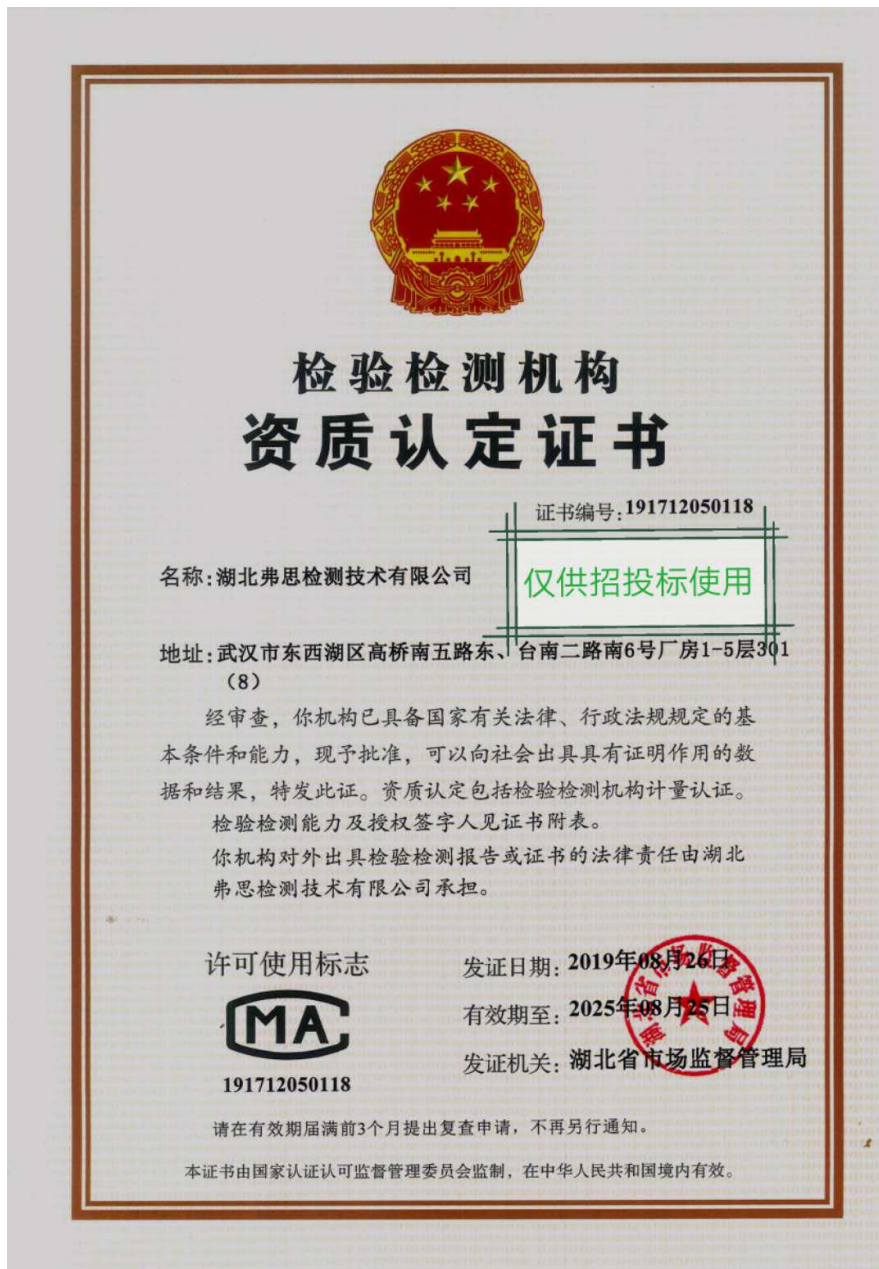 检验检测机构
资质认定证书
证书编号:191712050118
名称:湖北弗思检测技术有限公司
仅供招投标使用
地址:武汉市东西湖区高桥南五路东、台南二路南6号厂房1-5层301
(8)
经审查，你机构已具备国家有关法律、行政法规规定的基
本条件和能力，现予批准，可以向社会出具具有证明作用的数
据和结果，特发此证。资质认定包括检验检测机构计量认证。
检验检测能力及授权签字人见证书附表。
你机构对外出具检验检测报告或证书的法律责任由湖北
弗思检测技术有限公司承担。
许可使用标志
MA
191712050118
发证日期:2019年08月26日
有效期至:2025年08月25日
发证机关:湖北省市场监督管理局
湖北省市场监督管理局
请在有效期届满前3个月提出复查申请，不再另行通知。
本证书由国家认证认可监督管理委员会监制，在中华人民共和国境内有效。